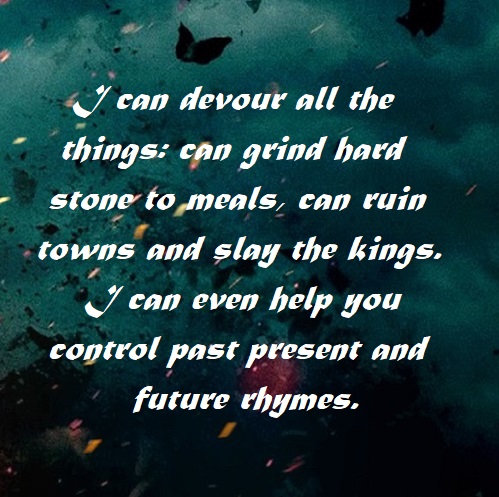 I can devour all the
things: can grind hard
stone to meals, can ruin
towns and slay the kings.
I can even help you
control past present and
future rhymes.